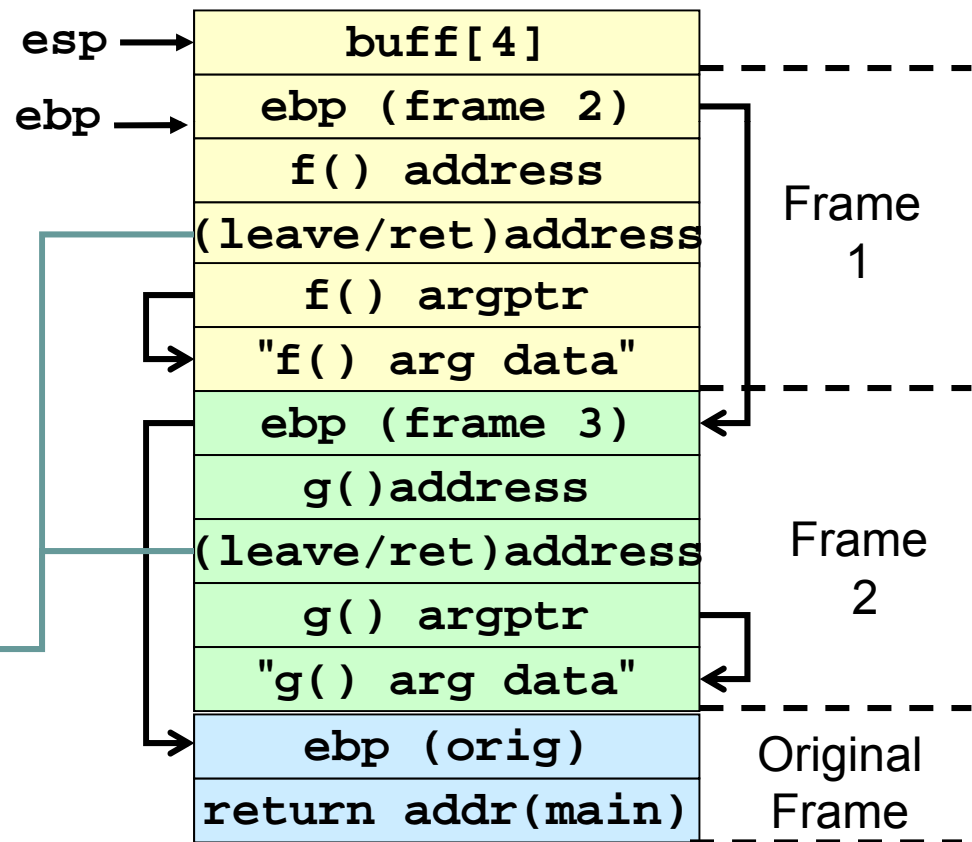 esp
buff[4]
ebp
ebp (frame 2)
f() address
(leave/ret)address
f() argptr
"f() arg data"
Frame
1
ebp (frame 3)
g()address
(leave/ret)address
g() argptr
"g() arg data"
Frame
2
ebp (orig)
return addr(main)
Original
Frame